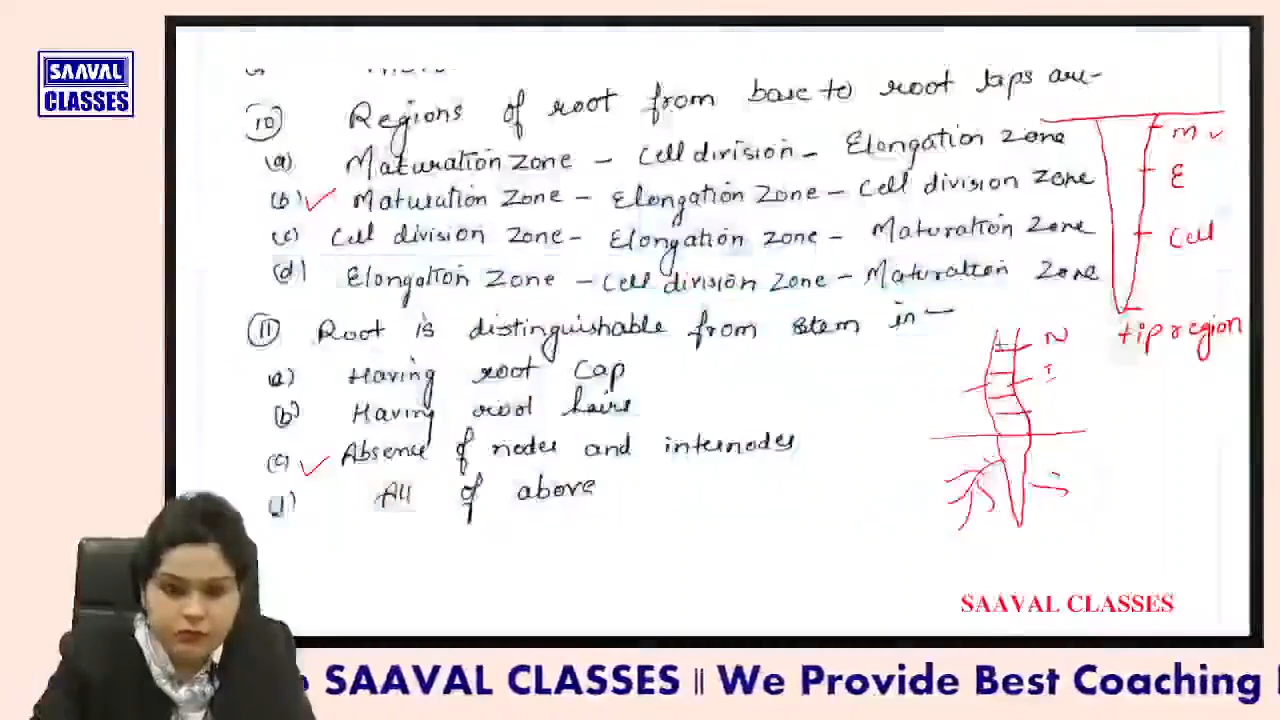 SAAVAL
CLASSES
(10) Regions of root from base to root taps are-
(a) Maturation Zone - Cell division - Elongation Zone
(b) ✓ Maturation Zone - Elongation Zone - Cell division Zone
(c) Cell division Zone - Elongation Zone - Maturation Zone
(d) Elongation Zone - Cell division Zone - Maturation Zone
m ✓
E
Cell
tip region
(11) Root is distinguishable from stem in -
a) Having root Cap
(b) Having root hairs
(c) ✓ Absence of nodes and internodes
d) All of above
N
I
SAAVAL CLASSES
SAAVAL CLASSES || We Provide Best Coaching